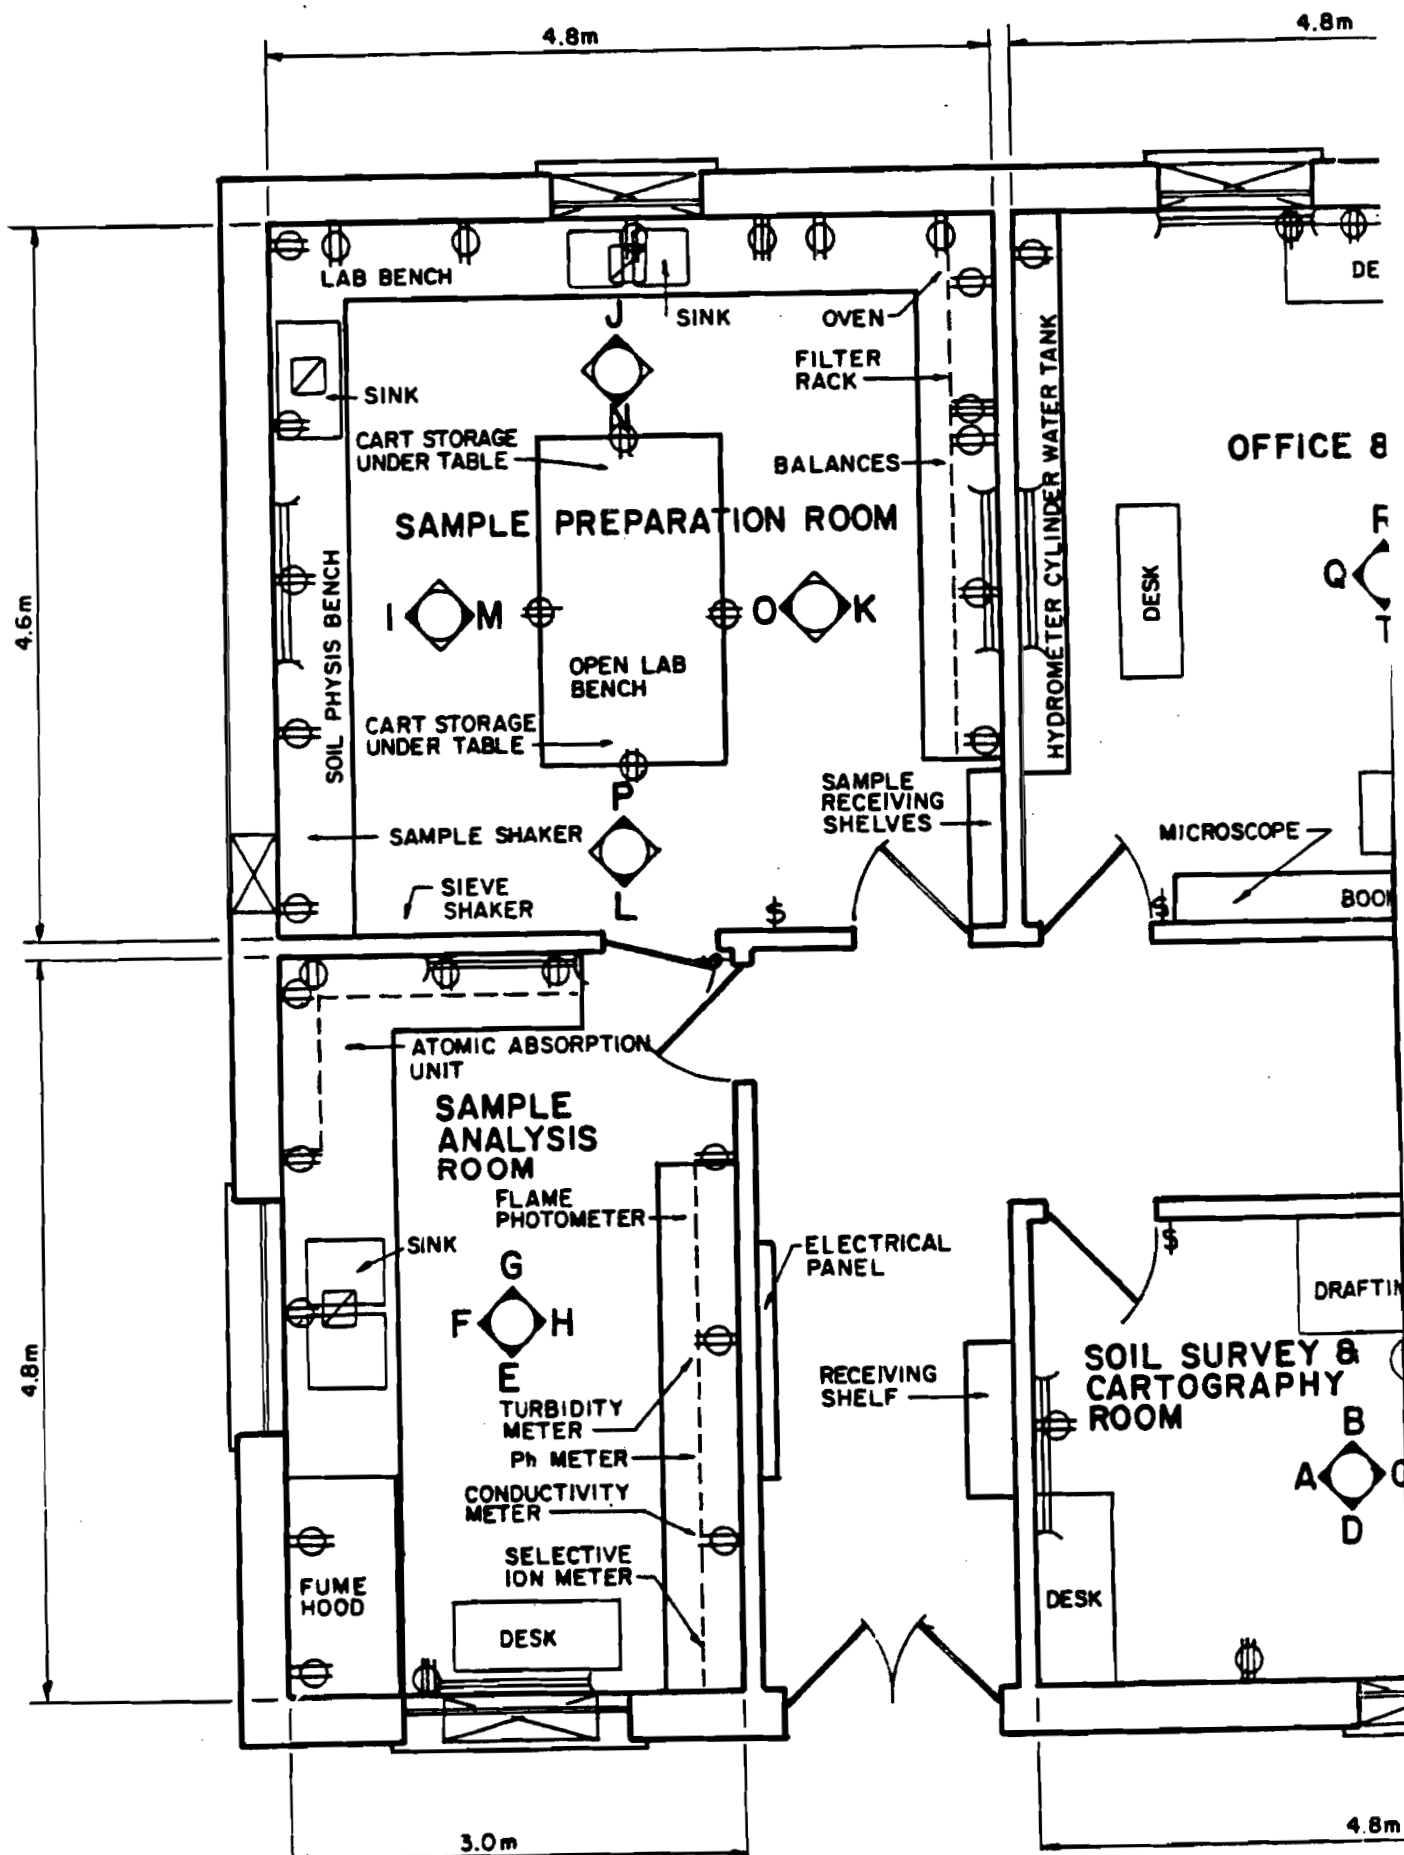 4.8m
4.8m
LAB BENCH
DE
SINK
OVEN
J
FILTER
RACK
SINK
N
CART STORAGE
UNDER TABLE
BALANCES
HYDROMETER CYLINDER WATER TANK
OFFICE &
SAMPLE PREPARATION ROOM
R
Q
T
DESK
4.6m
SOIL PHYSIS BENCH
I
M
O
K
OPEN LAB
BENCH
CART STORAGE
UNDER TABLE
P
SAMPLE
RECEIVING
SHELVES
SAMPLE SHAKER
MICROSCOPE
SIEVE
SHAKER
L
BOOK
$
$
ATOMIC ABSORPTION
UNIT
SAMPLE
ANALYSIS
ROOM
FLAME
PHOTOMETER
SINK
ELECTRICAL
PANEL
$
G
F
H
E
DRAFTIN
4.8m
SOIL SURVEY &
CARTOGRAPHY
ROOM
RECEIVING
SHELF
TURBIDITY
METER
Ph METER
CONDUCTIVITY
METER
B
A
C
D
SELECTIVE
ION METER
FUME
HOOD
DESK
DESK
3.0m
4.8m